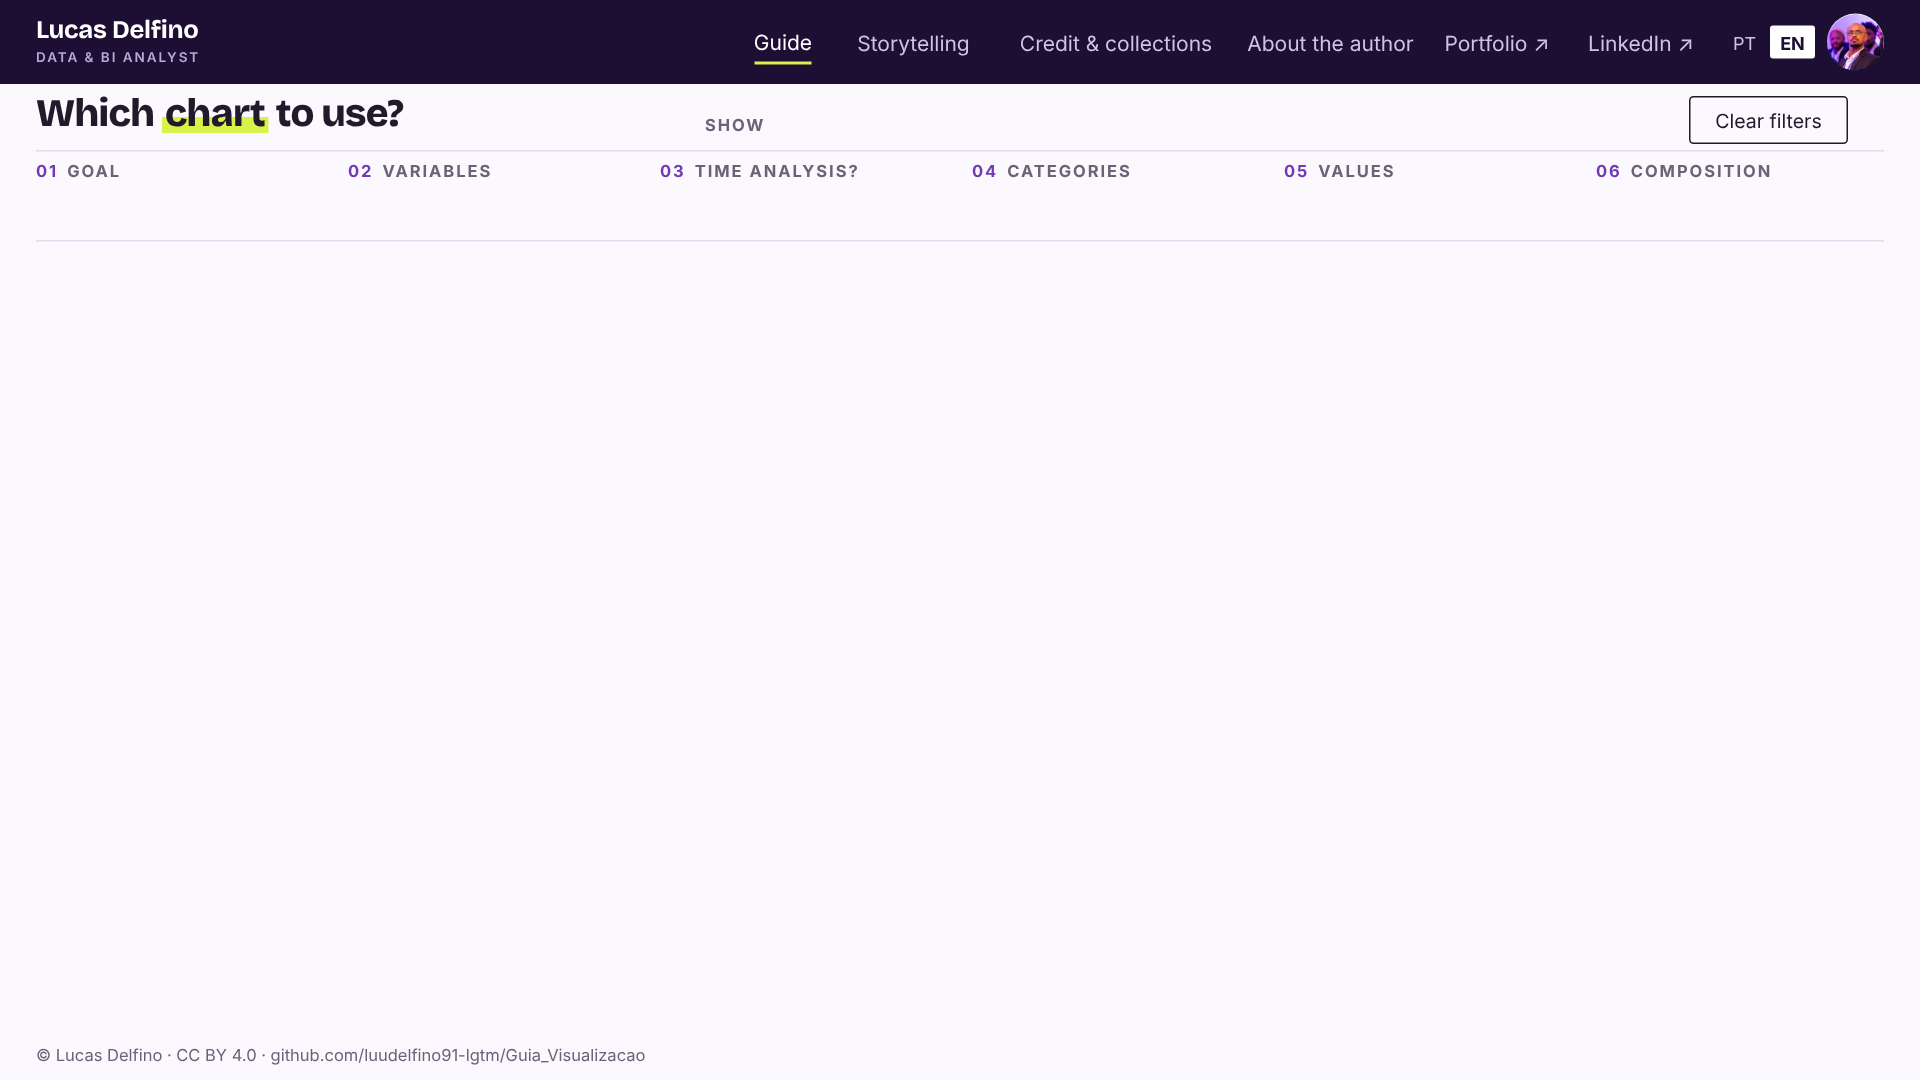 Lucas Delfino
DATA & BI ANALYST
Guide
Storytelling
Credit & collections
About the author
Portfolio ↗
LinkedIn ↗
PT
EN
Which chart to use?
SHOW
Clear filters
01 GOAL
02 VARIABLES
03 TIME ANALYSIS?
04 CATEGORIES
05 VALUES
06 COMPOSITION
© Lucas Delfino · CC BY 4.0 · github.com/luudelfino91-lgtm/Guia_Visualizacao